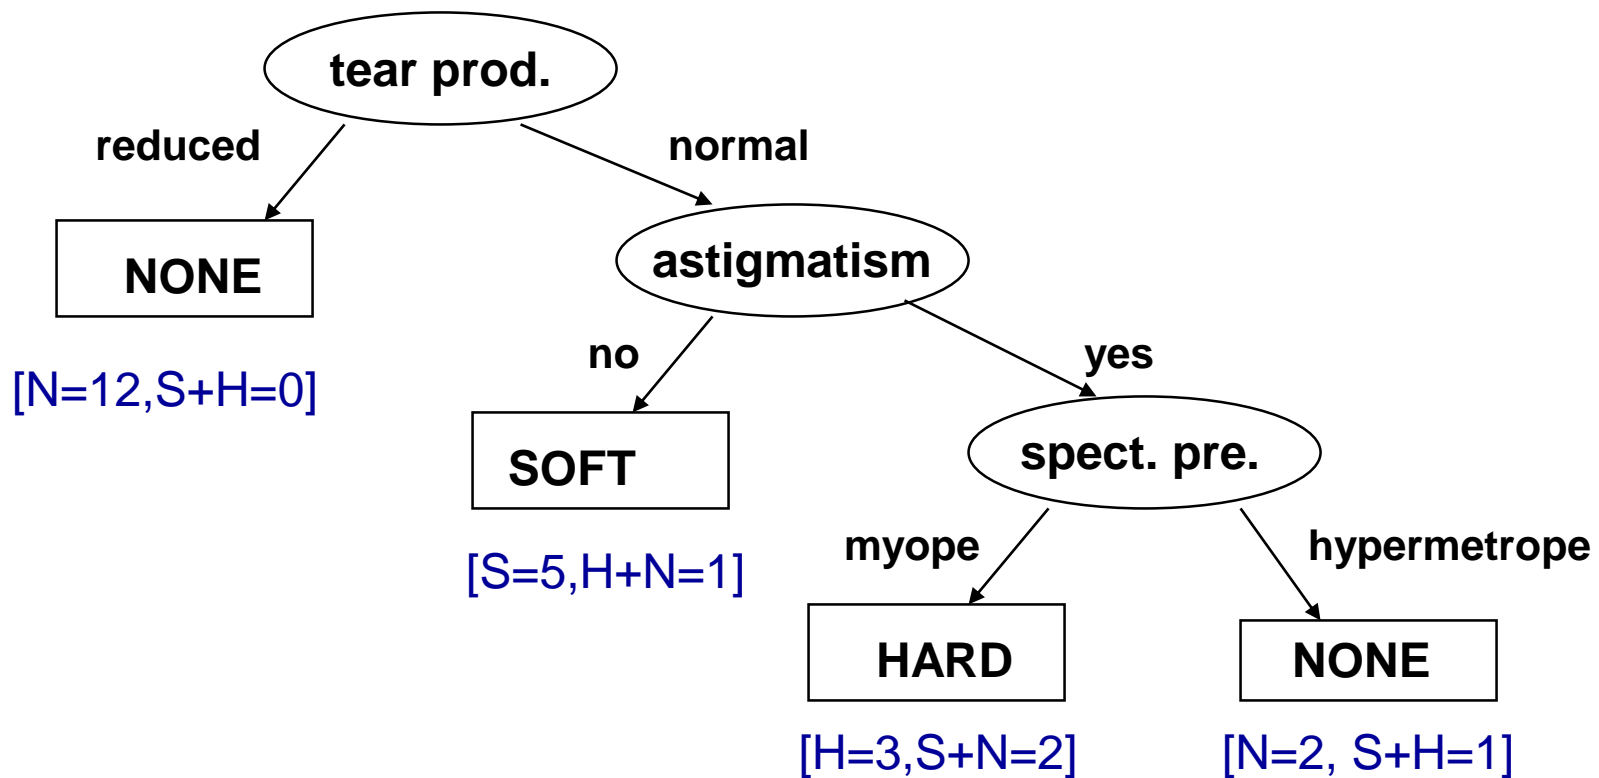 tear prod.
reduced
normal
NONE
astigmatism
[N=12,S+H=0]
no
yes
SOFT
spect. pre.
[S=5,H+N=1]
myope
hypermetrope
HARD
NONE
[H=3,S+N=2]
[N=2, S+H=1]